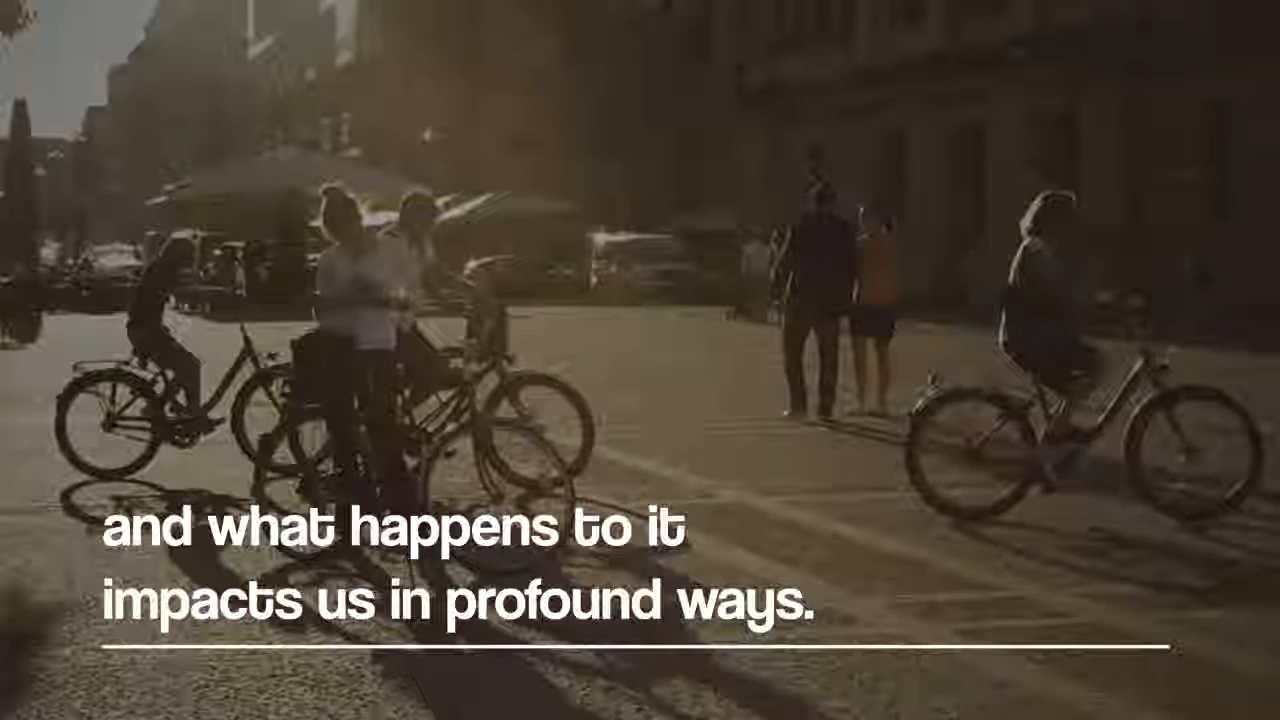 and what happens to it
impacts us in profound ways.